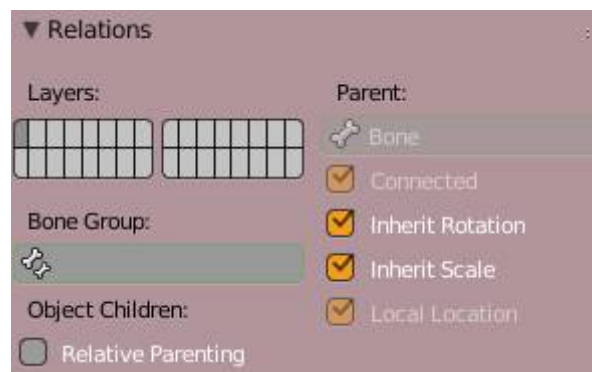 Relations
Layers:
Parent:
Bone
Connected
Bone Group:
Inherit Rotation
Inherit Scale
Object Children:
Local Location
Relative Parenting